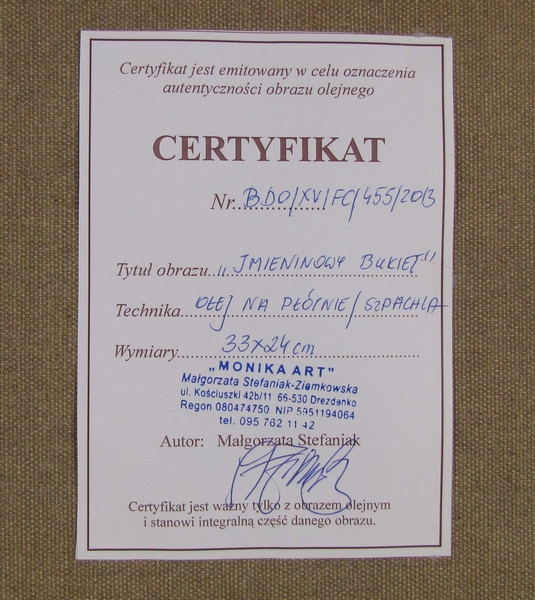 Certyfikat jest emitowany w celu oznaczenia
autentyczności obrazu olejnego
CERTYFIKAT
Nr. BDO/XV/FC/455/2013
Tytuł obrazu „IMIENINOWY BUKIET"
Technika OLEJ NA PŁÓTNIE/SZPACHLA
Wymiary 33x24 cm
„MONIKA ART"
Małgorzata Stefaniak-Ziemkowska
ul. Kościuszki 42b/11 66-530 Drezdenko
Regon 080474750 NIP 5951194064
tel. 095 762 11 42
Autor: Małgorzata Stefaniak
Certyfikat jest ważny tylko z obrazem olejnym
i stanowi integralną część danego obrazu.